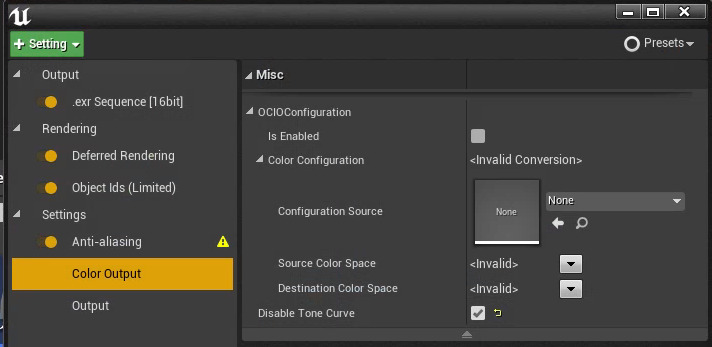 Setting
Presets
Output
.exr Sequence [16bit]
Rendering
Deferred Rendering
Object Ids (Limited)
Settings
Anti-aliasing
Color Output
Output
Misc
OCIOConfiguration
Is Enabled
Color Configuration
<Invalid Conversion>
Configuration Source
None
None
Source Color Space
<Invalid>
Destination Color Space
<Invalid>
Disable Tone Curve